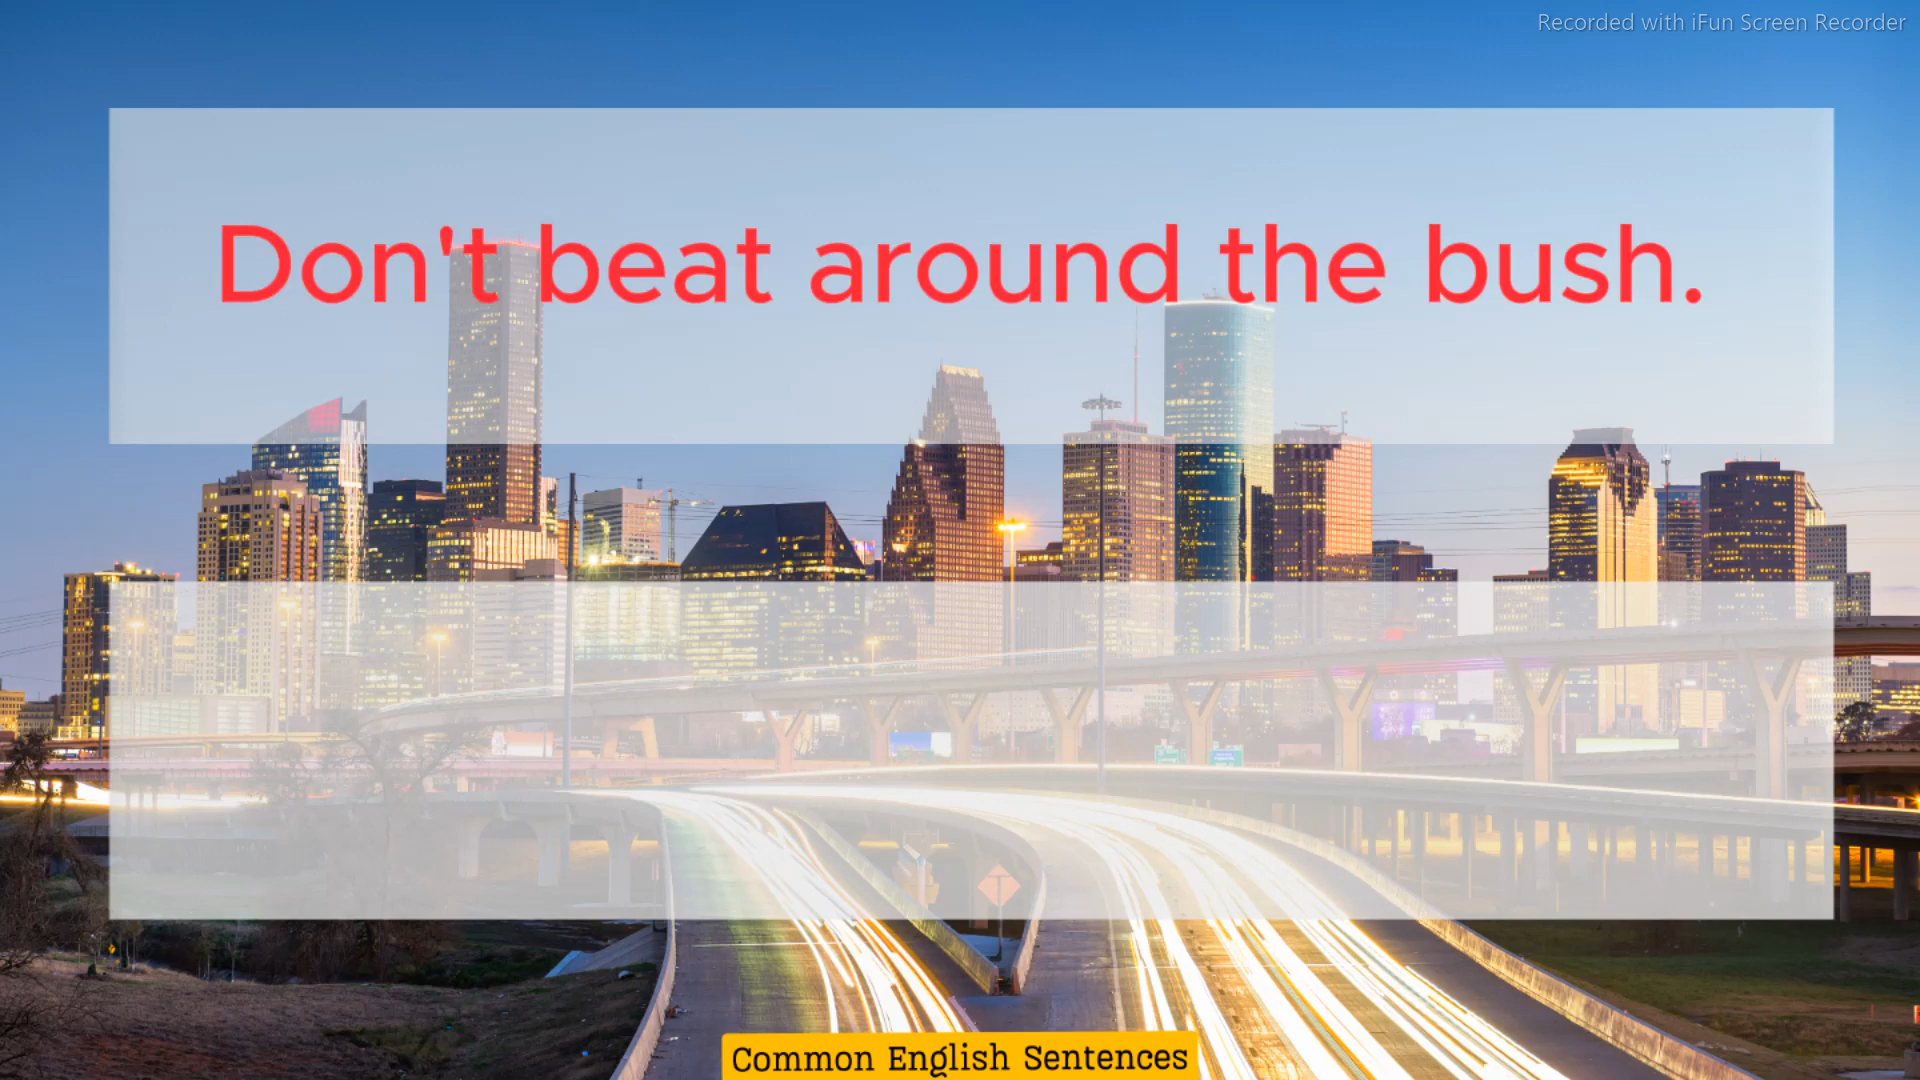 Recorded with iFun Screen Recorder
Don't beat around the bush.
Common English Sentences